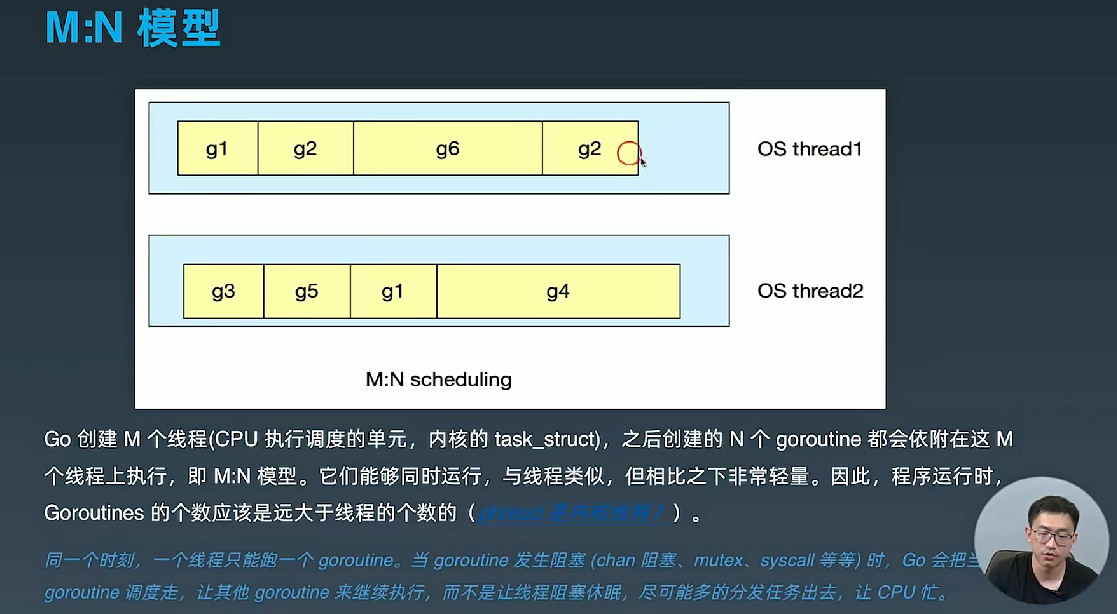 M:N 模型
g1 g2 g6 g2 OS thread1
g3 g5 g1 g4 OS thread2
M:N scheduling
Go 创建 M 个线程(CPU 执行调度的单元，内核的 task_struct)，之后创建的 N 个 goroutine 都会依附在这 M
个线程上执行，即 M:N 模型。它们能够同时运行，与线程类似，但相比之下非常轻量。因此，程序运行时，
Goroutines 的个数应该是远大于线程的个数的（phread 是内核线程？）。
同一个时刻，一个线程只能跑一个 goroutine。当 goroutine 发生阻塞 (chan 阻塞、mutex、syscall 等等) 时，Go 会把当
goroutine 调度走，让其他 goroutine 来继续执行，而不是让线程阻塞休眠，尽可能多的分发任务出去，让 CPU 忙。